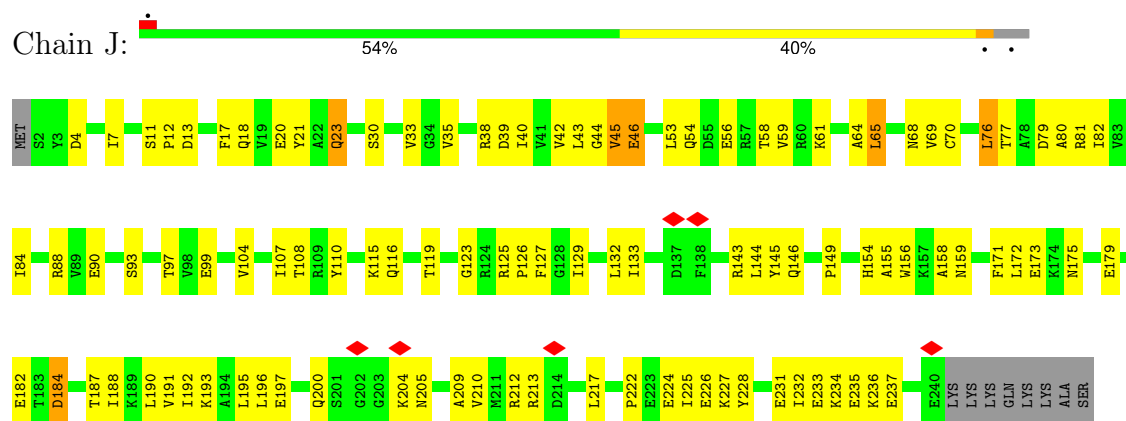 Chain J:
54% 40%
MET S2 Y3 D4 I7 S11 P12 D13 F17 Q18 V19 E20 Y21 A22 Q23 S30 V33 G34 V35 R38 D39 I40 V41 V42 L43 G44 V45 E46 L53 Q54 D55 E56 R57 T58 V59 R60 K61 A64 L65 N68 V69 C70 L76 T77 A78 D79 A80 R81 I82 V83
I84 R88 V89 E90 S93 T97 V98 E99 V104 I107 T108 R109 Y110 K115 Q116 T119 G123 R124 R125 P126 F127 G128 I129 L132 I133 D137 F138 R143 L144 Y145 Q146 P149 H154 A155 W156 K157 A158 N159 F171 L172 E173 K174 N175 E179
E182 T183 D184 T187 I188 K189 L190 V191 I192 K193 A194 L195 L196 E197 Q200 S201 G202 G203 K204 N205 A209 V210 M211 R212 R213 D214 L217 P222 E223 E224 I225 E226 K227 Y228 E231 I232 E233 K234 E235 K236 E237 E240 LYS LYS LYS GLN LYS LYS ALA SER